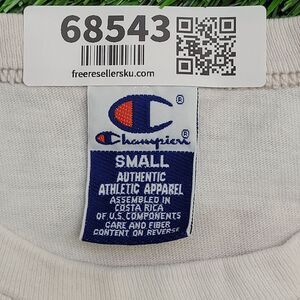 68543
freeresellersku.com
Champion
SMALL
AUTHENTIC
ATHLETIC APPAREL
ASSEMBLED IN
COSTA RICA
OF U.S. COMPONENTS
CARE AND FIBER
CONTENT ON REVERSE